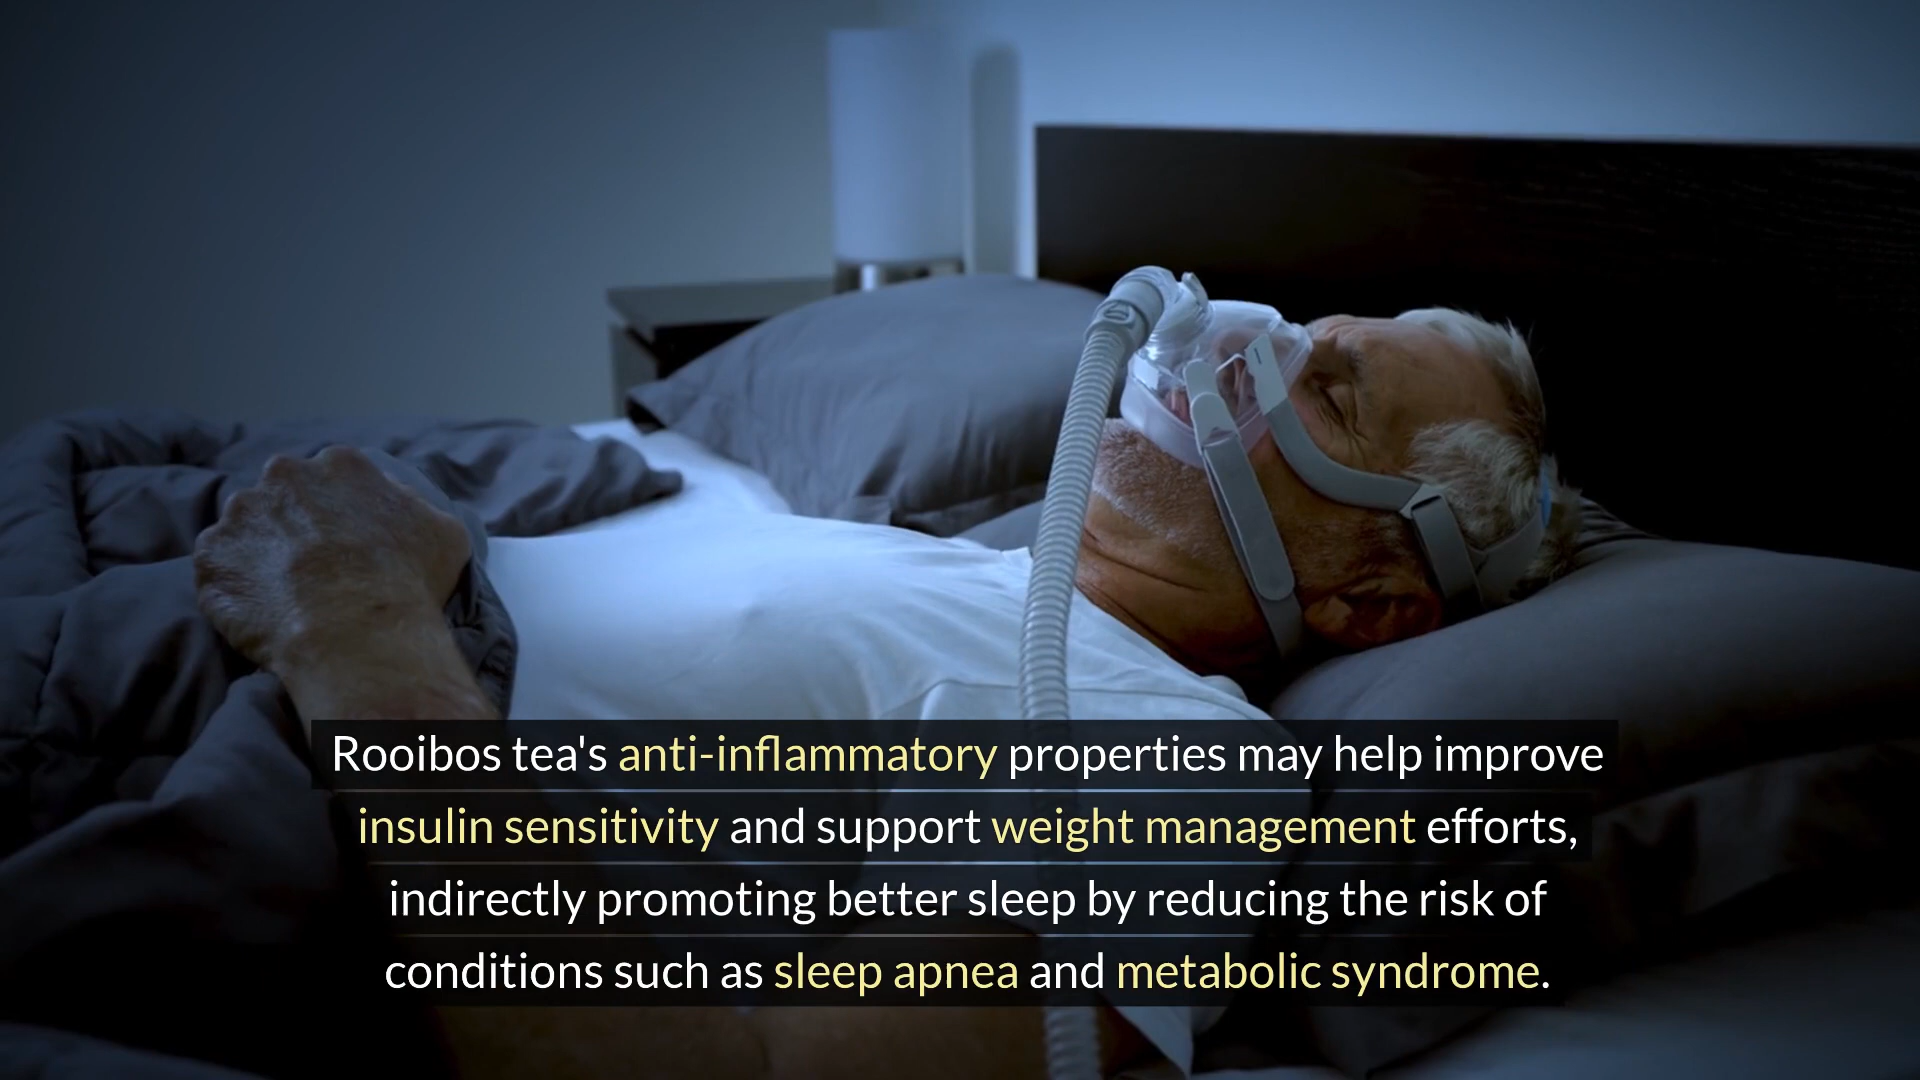 Rooibos tea's anti-inflammatory properties may help improve
insulin sensitivity and support weight management efforts,
indirectly promoting better sleep by reducing the risk of
conditions such as sleep apnea and metabolic syndrome.